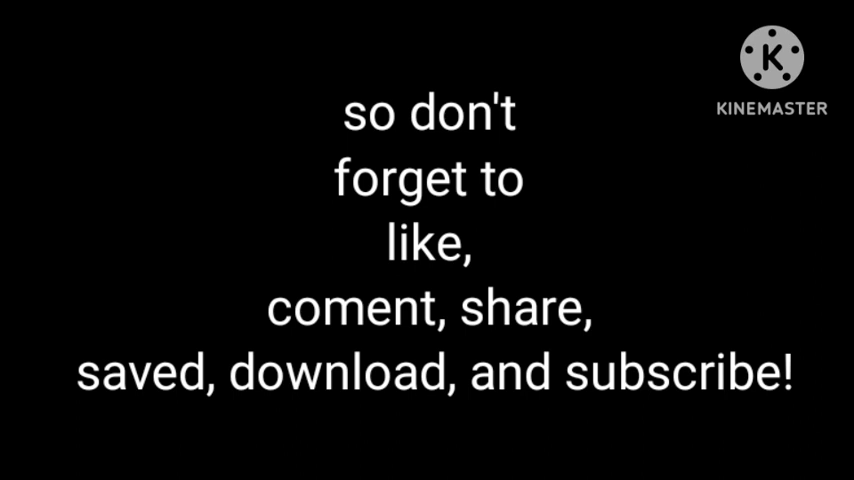 K
KINEMASTER
so don't
forget to
like,
coment, share,
saved, download, and subscribe!